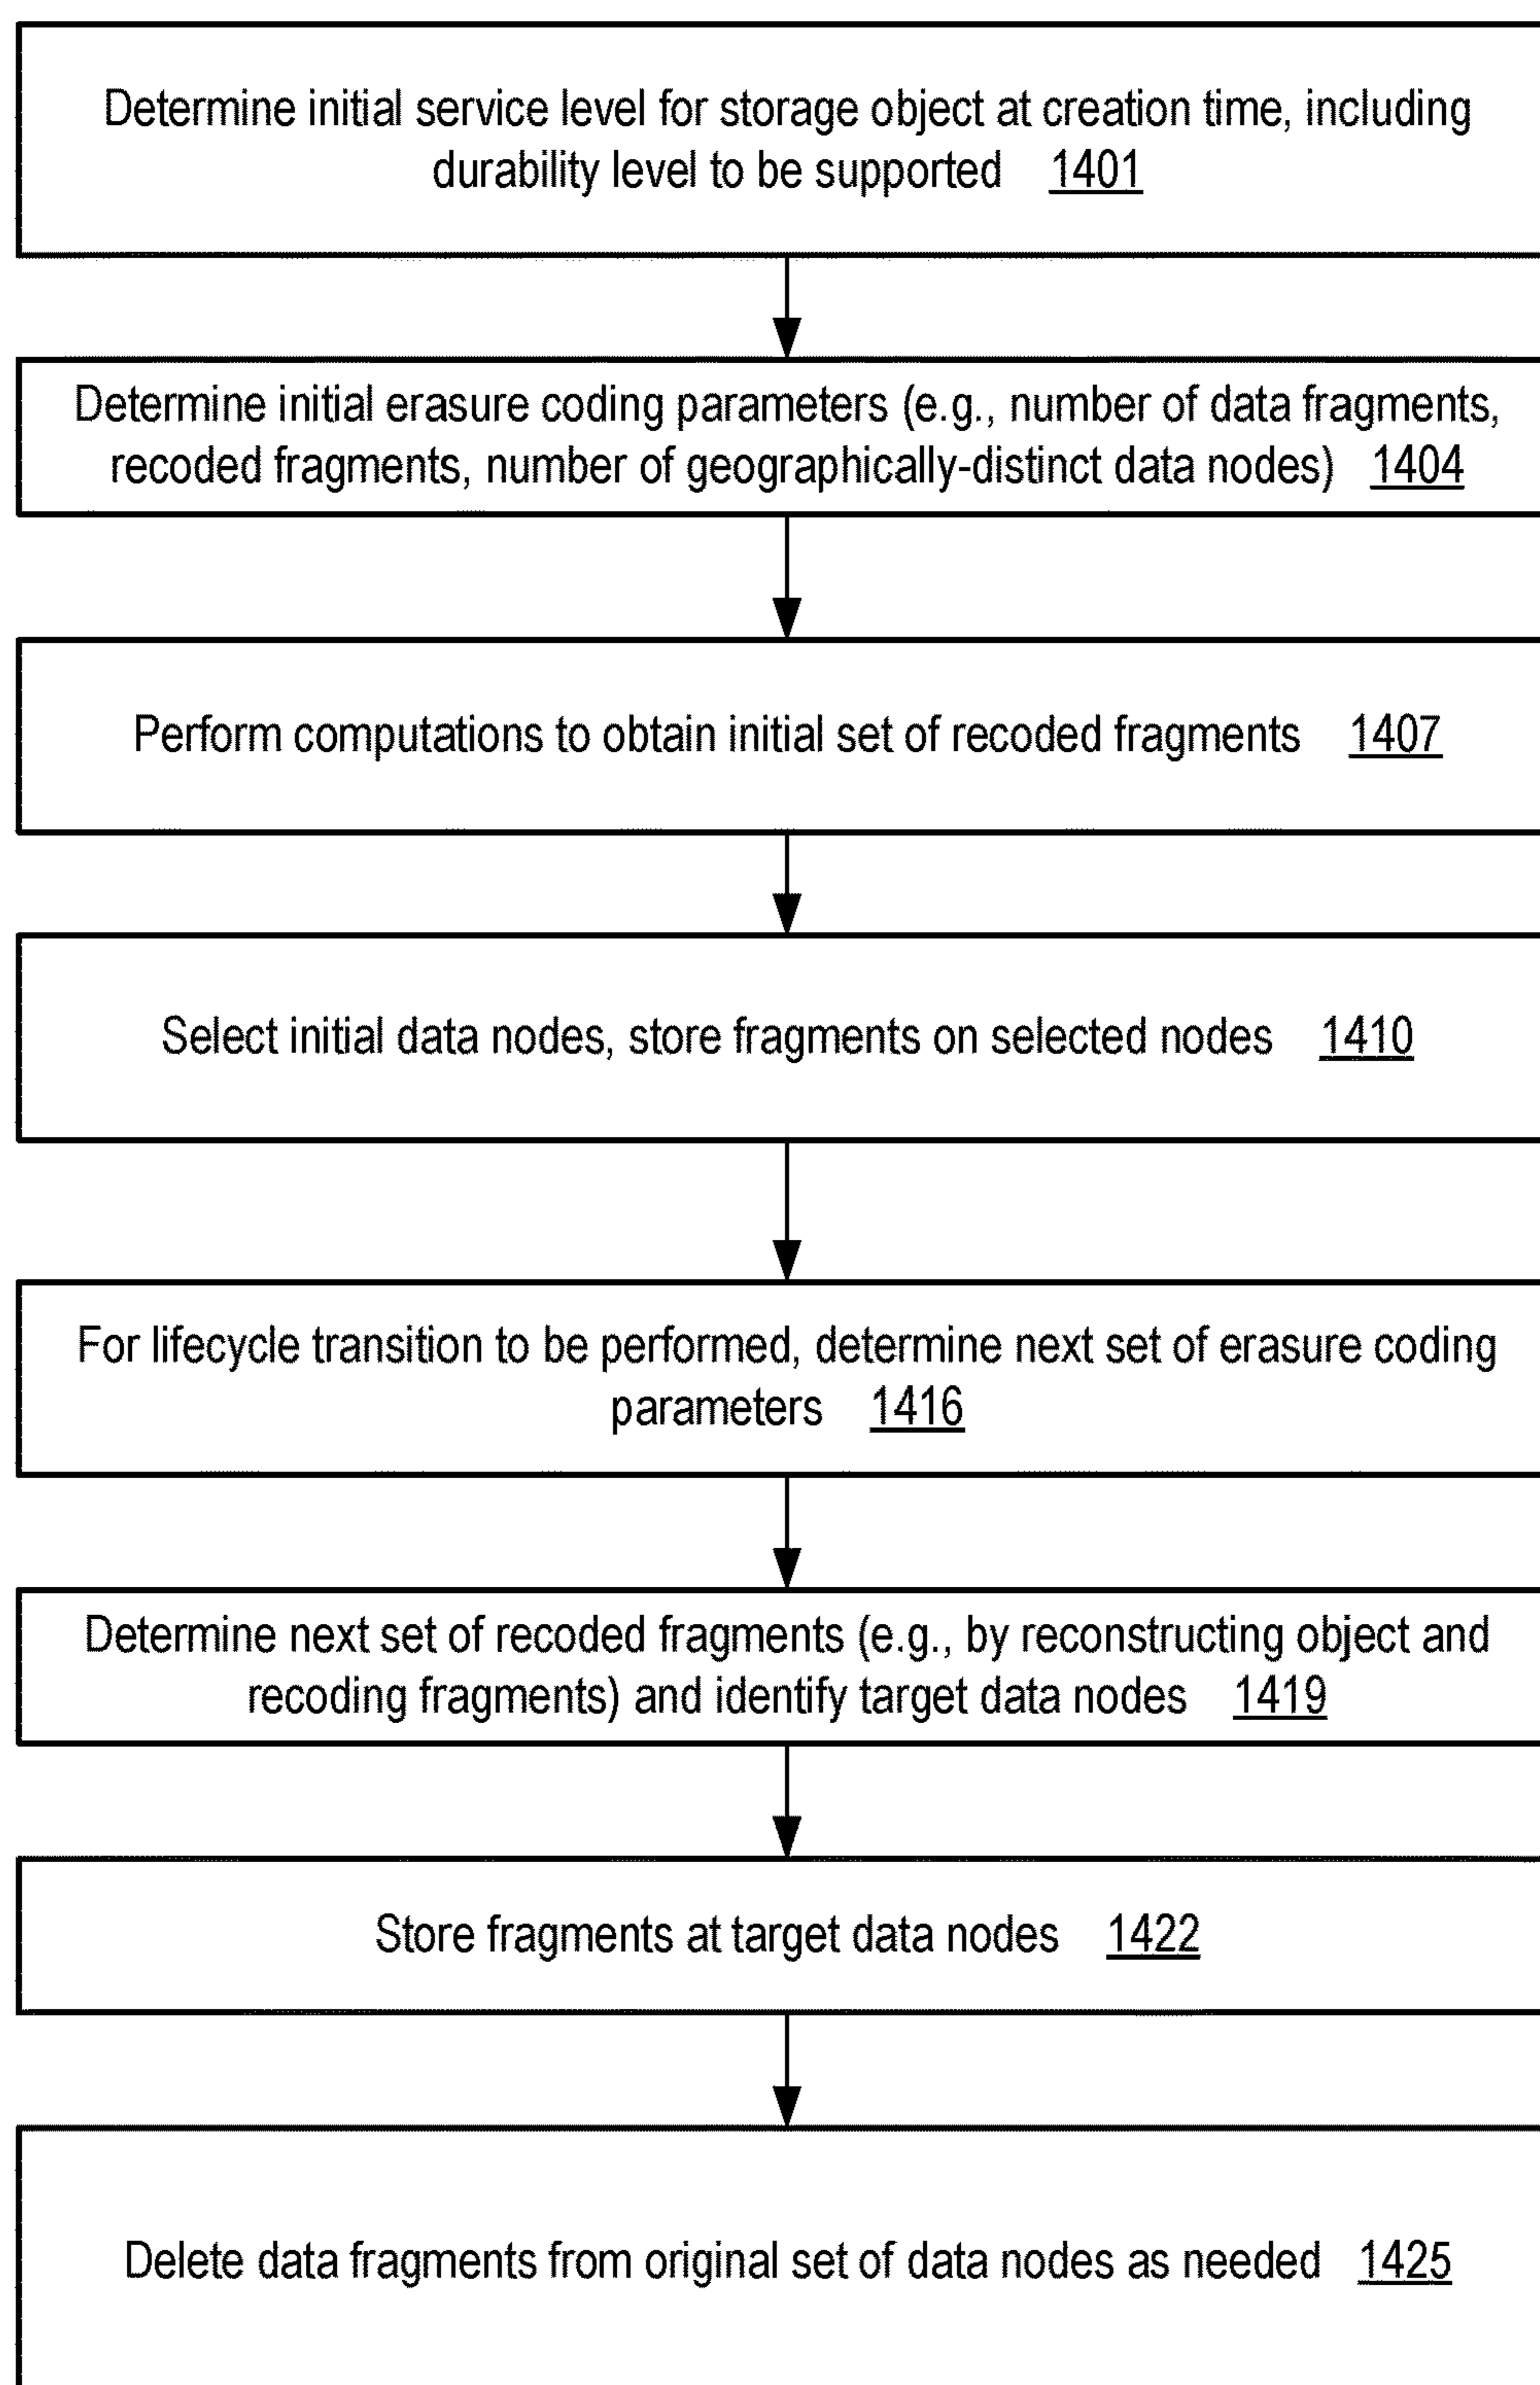 Determine initial service level for storage object at creation time, including
durability level to be supported 1401
Determine initial erasure coding parameters (e.g., number of data fragments,
recoded fragments, number of geographically-distinct data nodes) 1404
Perform computations to obtain initial set of recoded fragments 1407
Select initial data nodes, store fragments on selected nodes 1410
For lifecycle transition to be performed, determine next set of erasure coding
parameters 1416
Determine next set of recoded fragments (e.g., by reconstructing object and
recoding fragments) and identify target data nodes 1419
Store fragments at target data nodes 1422
Delete data fragments from original set of data nodes as needed 1425